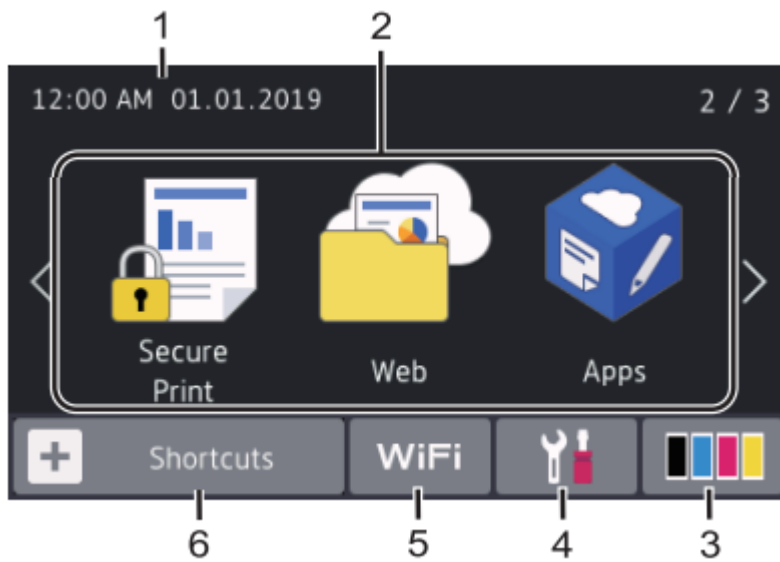 1 2
12:00 AM 01.01.2019 2 / 3
Secure
Print
Web
Apps
Shortcuts
WiFi
6 5 4 3